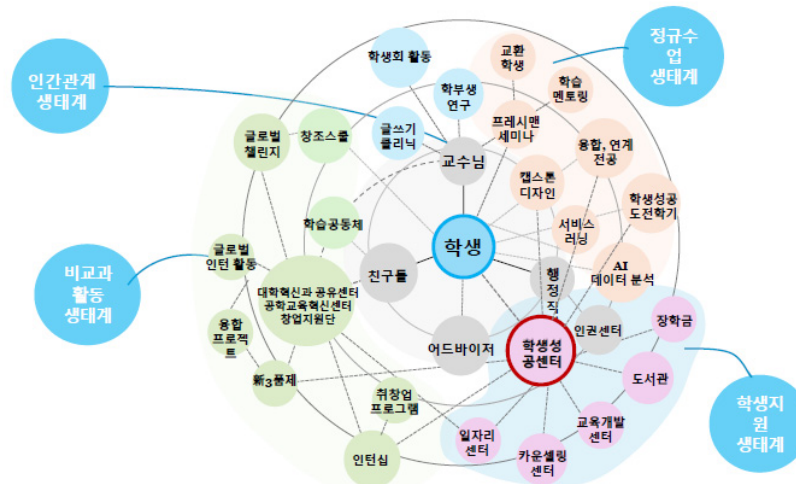 인간관계
생태계
정규수
업
생태계
비교과
활동
생태계
학생지
원
생태계
학생회 활동
학부생
연구
글쓰기
클리닉
교수님
교환
학생
학습
멘토링
프레시맨
세미나
융합, 연계
전공
캡스톤
디자인
학생성공
도전학기
서비스
러닝
AI
데이터 분석
글로벌
챌린지
창조스쿨
학습공동체
글로벌
인턴 활동
대학혁신과 공유센터
공학교육혁신센터
창업지원단
융합
프로젝
트
新3품제
취창업
프로그램
인턴십
학생
친구들
행
정
직
어드바이저
학생성
공센터
인권센터
장학금
도서관
교육개발
센터
카운셀링
센터
일자리
센터